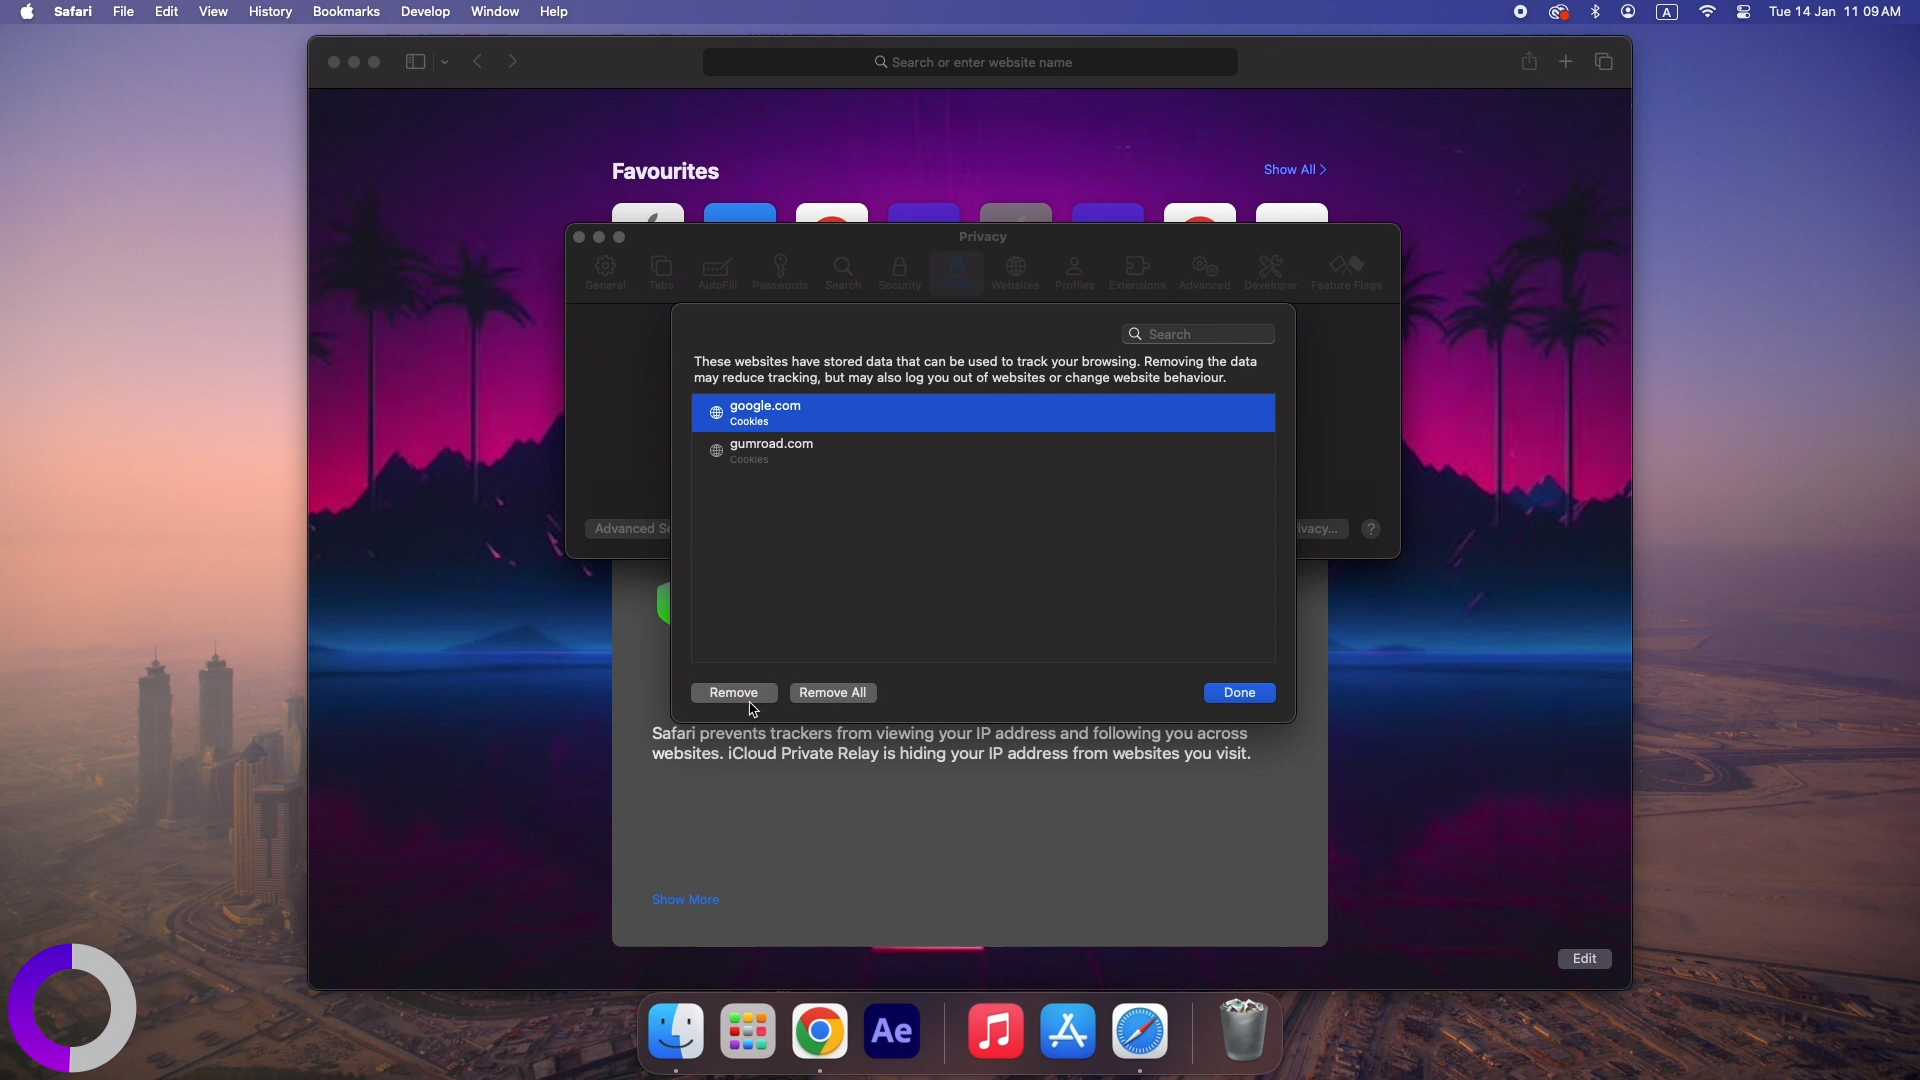 Safari File Edit View History Bookmarks Develop Window Help
A Tue 14 Jan 11 09 AM
Search or enter website name
Favourites
Show All
Privacy
General Tabs AutoFill Passwords Search Security Privacy Websites Profiles Extensions Advanced Developer Feature Flags
Search
These websites have stored data that can be used to track your browsing. Removing the data
may reduce tracking, but may also log you out of websites or change website behaviour.
google.com
Cookies
gumroad.com
Cookies
Advanced Se
ivacy... ?
Remove Remove All Done
Safari prevents trackers from viewing your IP address and following you across
websites. iCloud Private Relay is hiding your IP address from websites you visit.
Show More
Edit
Ae